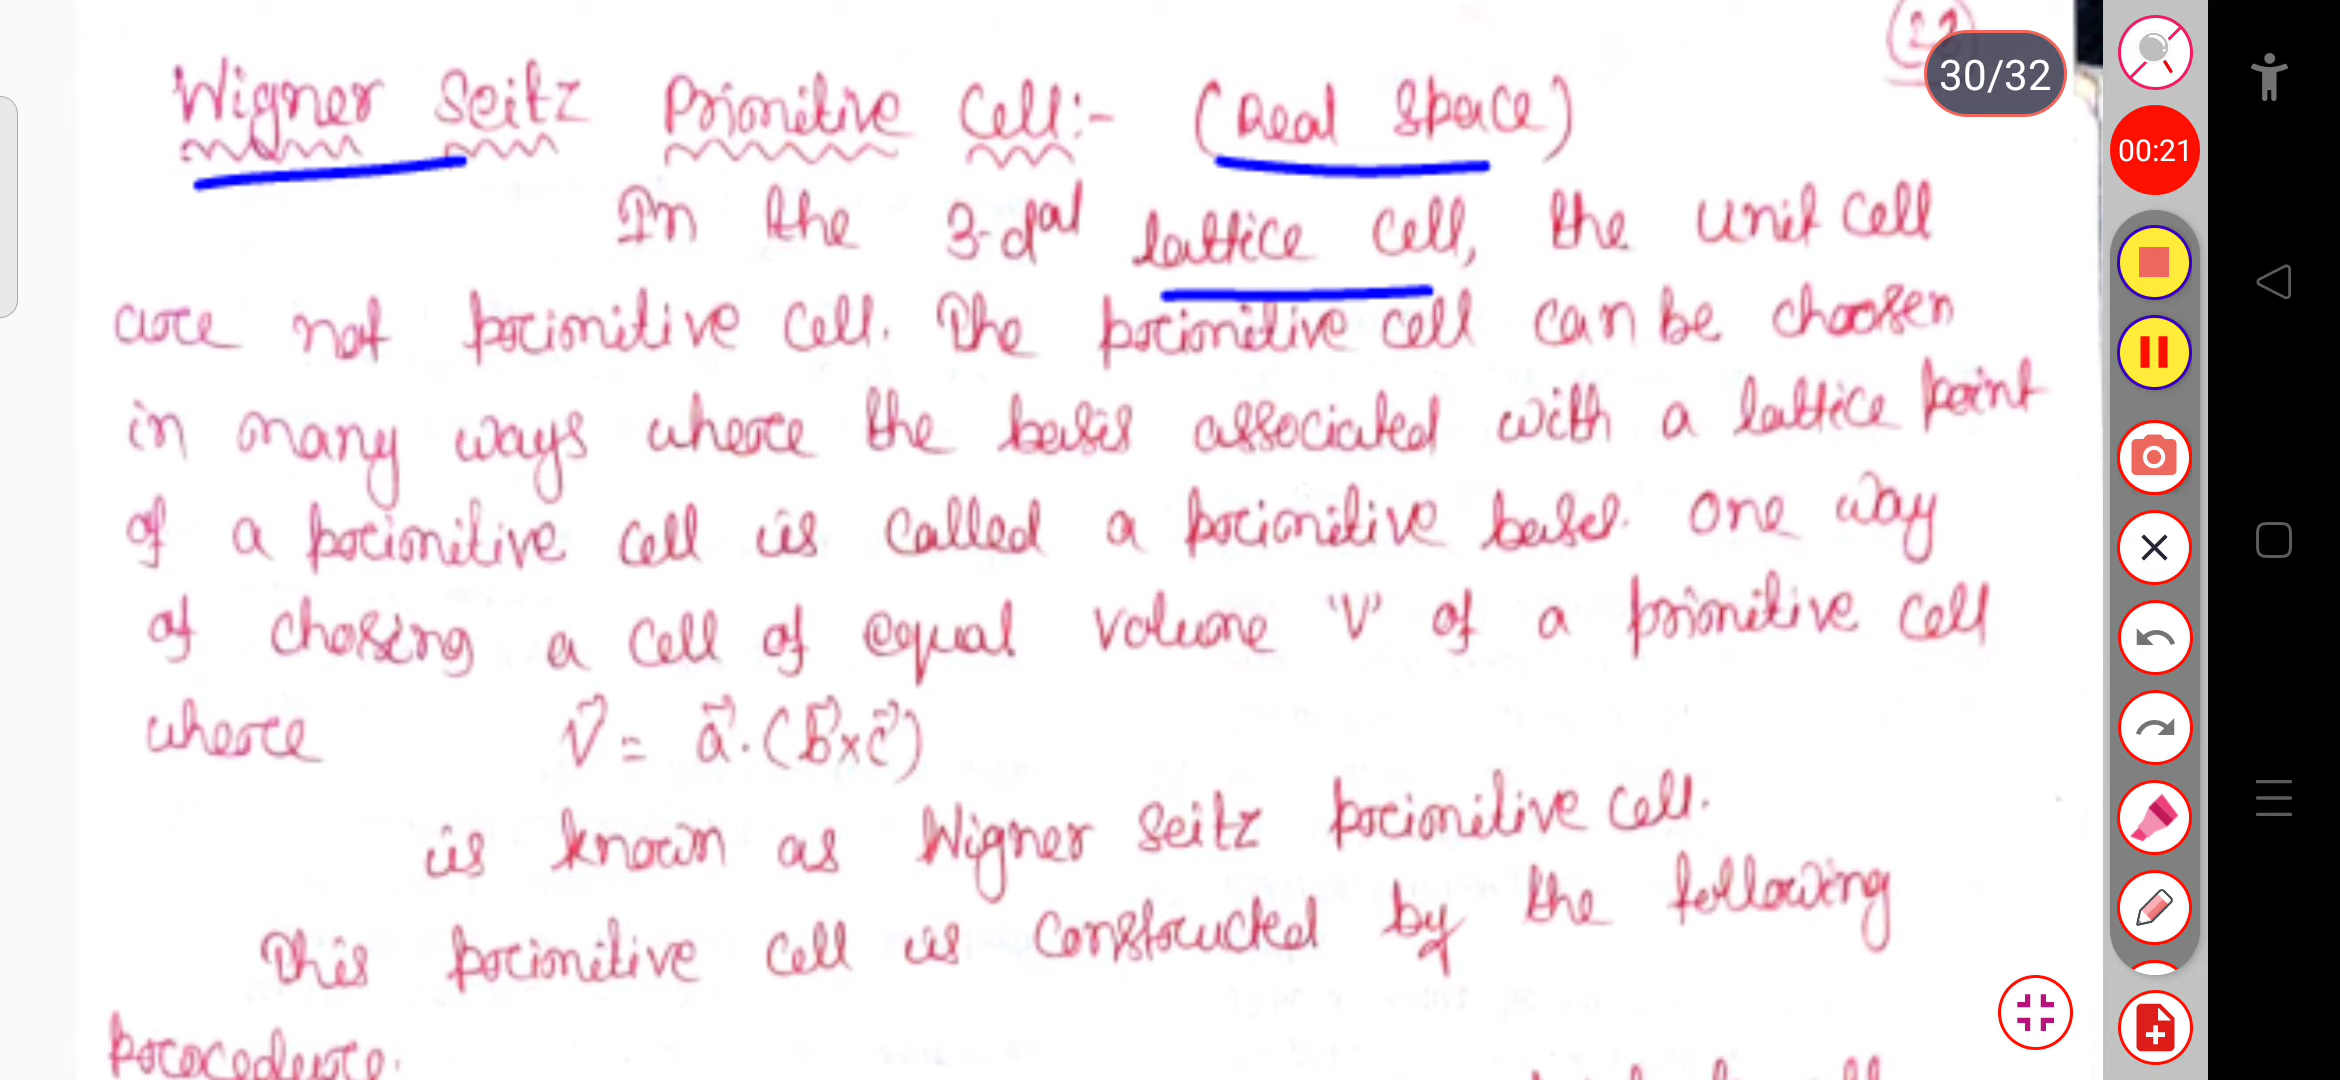 Wigner Seitz Primitive Cell:- (Real Space)
30/32
00:21
In the 3-dal lattice cell, the unit cell
are not primitive cell. The primitive cell can be choosen
in many ways where the basis associated with a lattice point
of a primitive cell is called a primitive basis. One way
of chosing a cell of equal volume 'V' of a primitive cell
where V⃗ = a⃗·(b⃗×c⃗)
is known as Wigner Seitz primitive cell.
This primitive cell is constructed by the following
procedure.